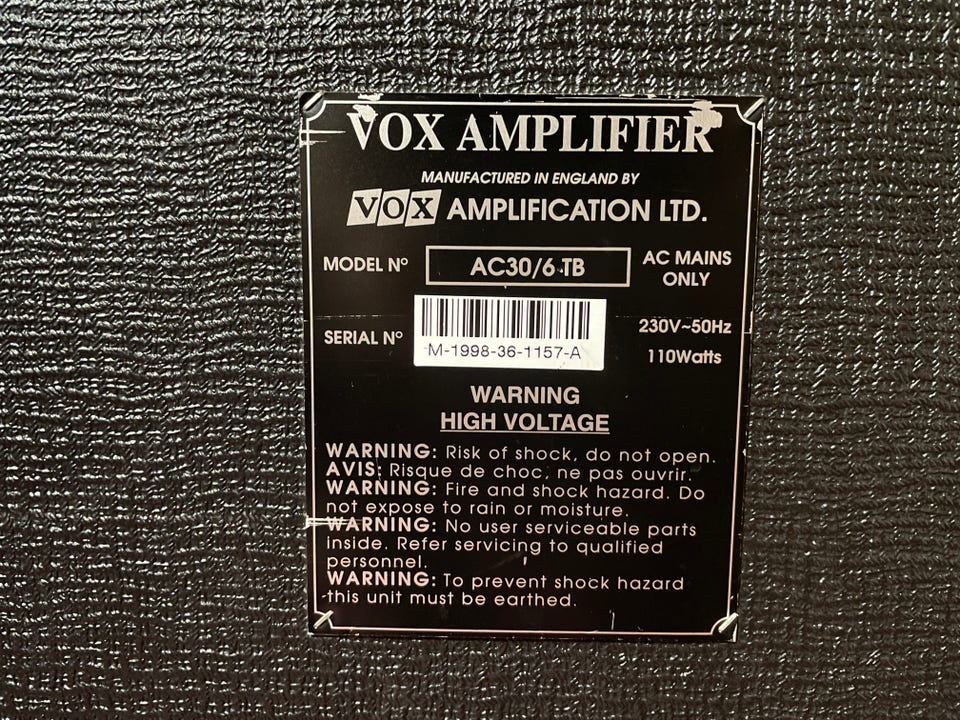 VOX AMPLIFIER
MANUFACTURED IN ENGLAND BY
VOX AMPLIFICATION LTD.
MODEL Nº AC30/6 TB AC MAINS ONLY
SERIAL Nº M-1998-36-1157-A 230V~50Hz
110Watts
WARNING
HIGH VOLTAGE
WARNING: Risk of shock, do not open.
AVIS: Risque de choc, ne pas ouvrir.
WARNING: Fire and shock hazard. Do
not expose to rain or moisture.
WARNING: No user serviceable parts
inside. Refer servicing to qualified
personnel.
WARNING: To prevent shock hazard
this unit must be earthed.